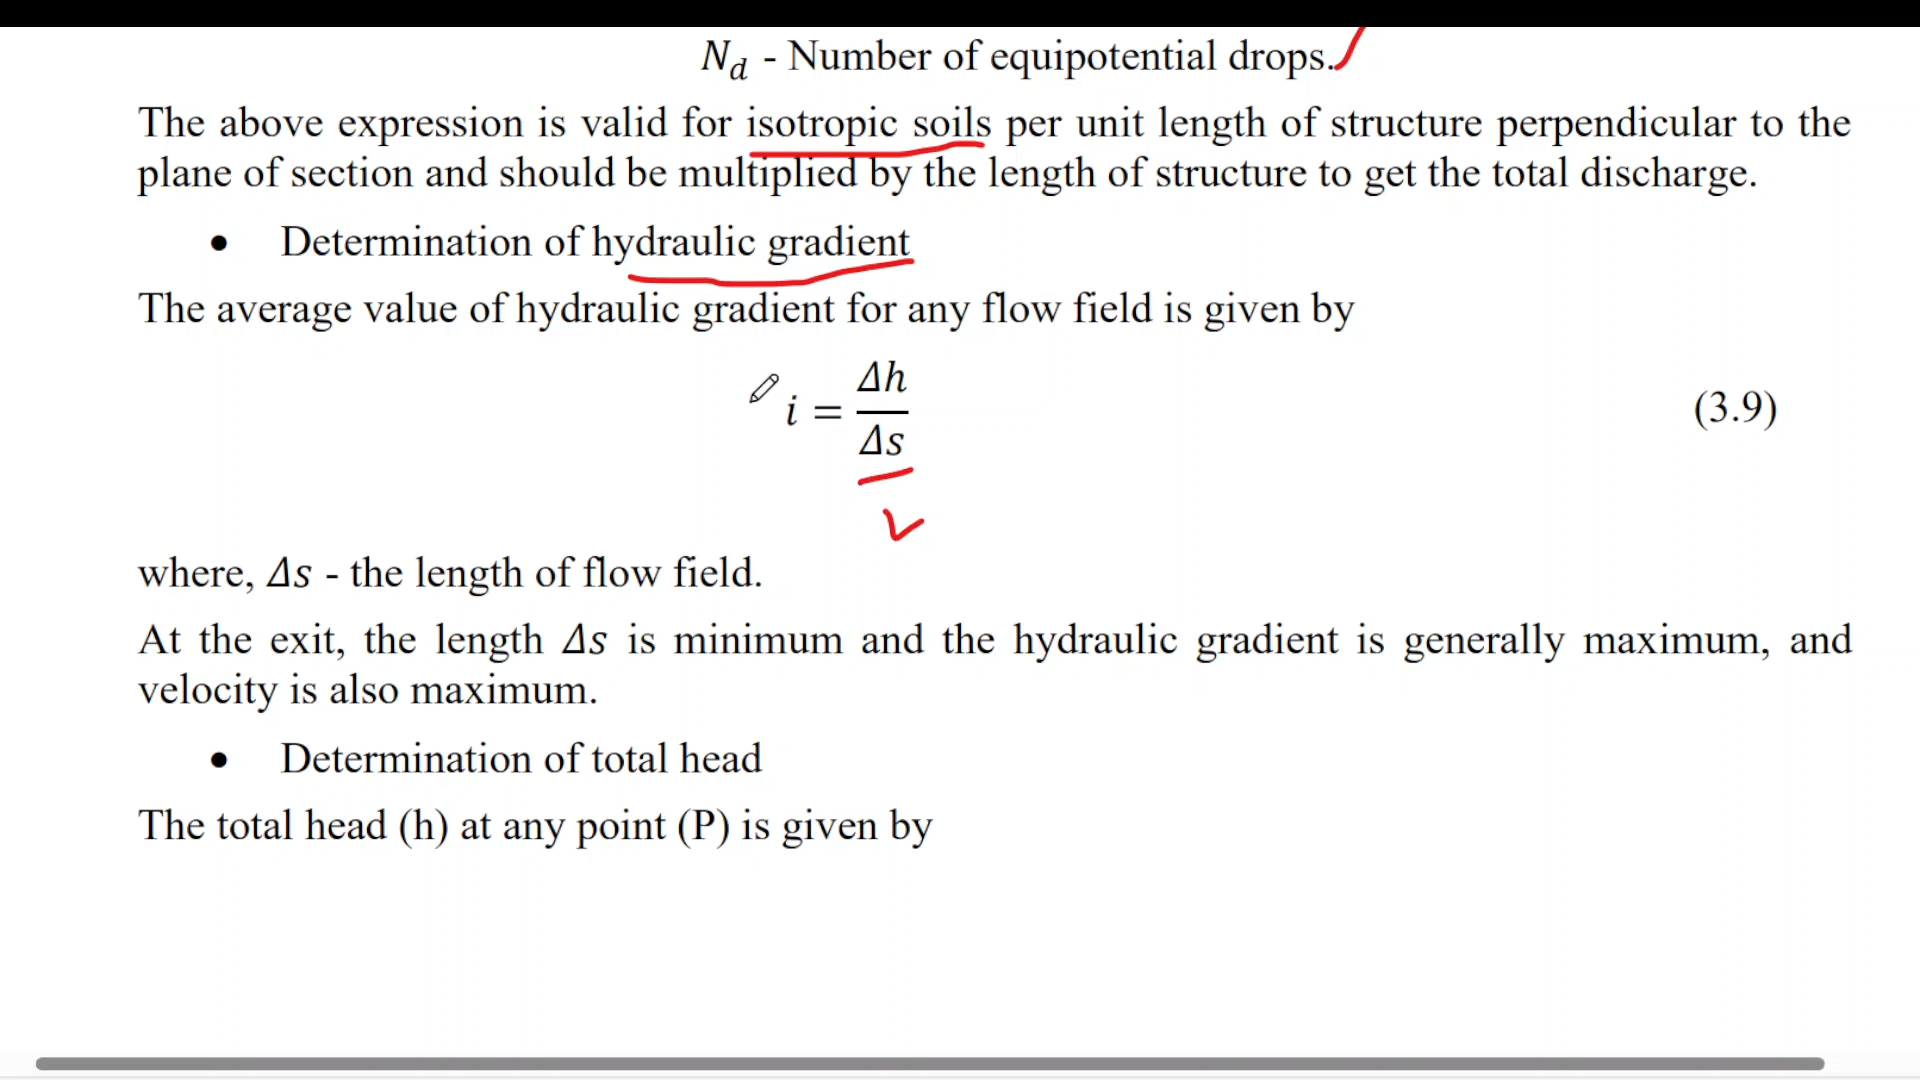 N_d - Number of equipotential drops.
The above expression is valid for isotropic soils per unit length of structure perpendicular to the
plane of section and should be multiplied by the length of structure to get the total discharge.
• Determination of hydraulic gradient
The average value of hydraulic gradient for any flow field is given by
i = Δh / Δs (3.9)
where, Δs - the length of flow field.
At the exit, the length Δs is minimum and the hydraulic gradient is generally maximum, and
velocity is also maximum.
• Determination of total head
The total head (h) at any point (P) is given by